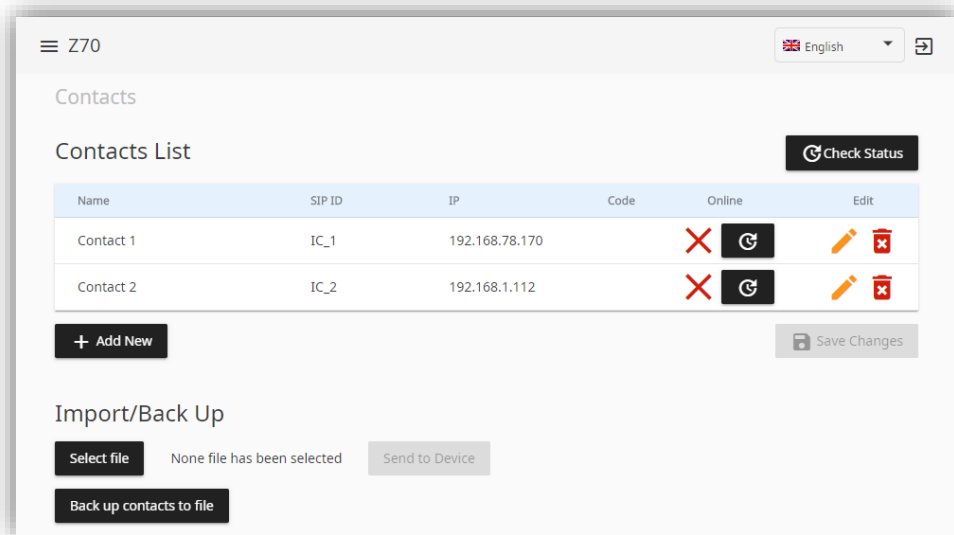 Z70
English
Contacts
Contacts List
Check Status
Name SIP ID IP Code Online Edit
Contact 1 IC_1 192.168.78.170
Contact 2 IC_2 192.168.1.112
+ Add New
Save Changes
Import/Back Up
Select file None file has been selected Send to Device
Back up contacts to file